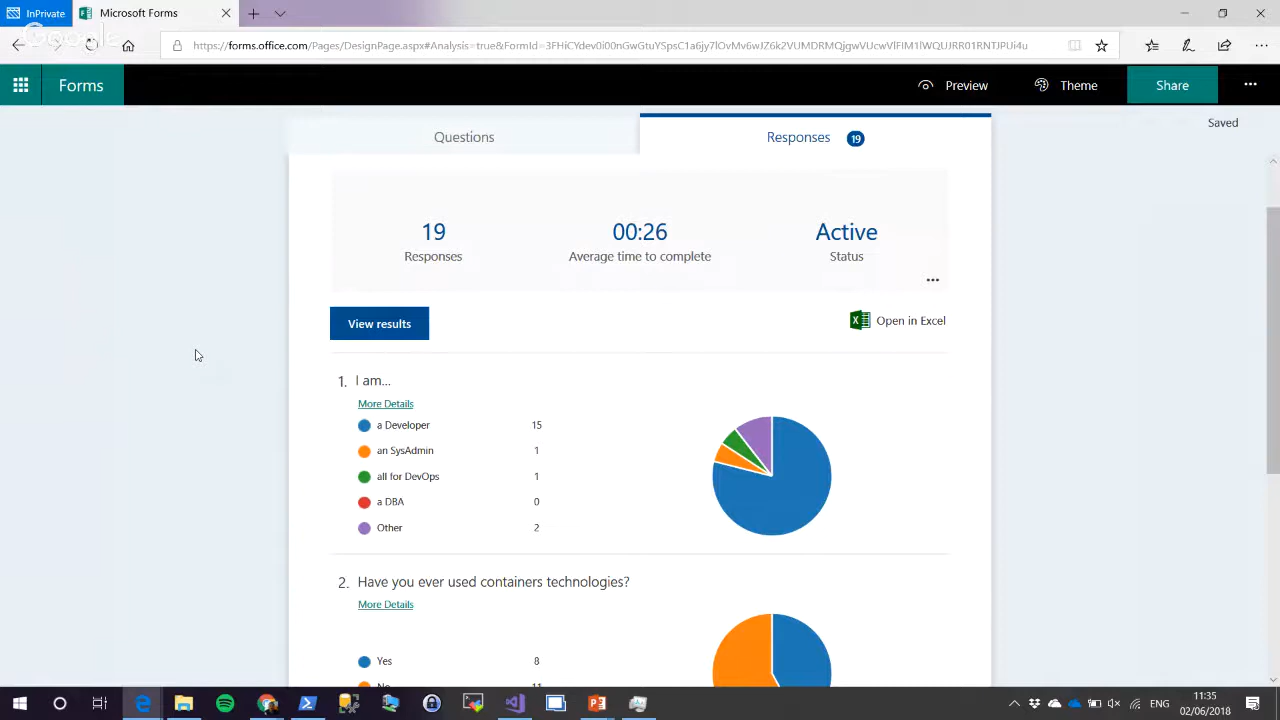 InPrivate
Microsoft Forms
Google
https://forms.office.com/Pages/DesignPage.aspx#Analysis=true&FormId=
Forms
Preview
Theme
Share
Questions
Responses 19
Saved
19
00:26
Active
Responses
Average time to complete
Status
View results
Open in Excel
1. I am...
More Details
a Developer 15
an SysAdmin 1
all for DevOps 1
a DBA 0
Other 2
2. Have you ever used containers technologies?
More Details
Yes 8
No 11
ENG
11:35
02/06/2018